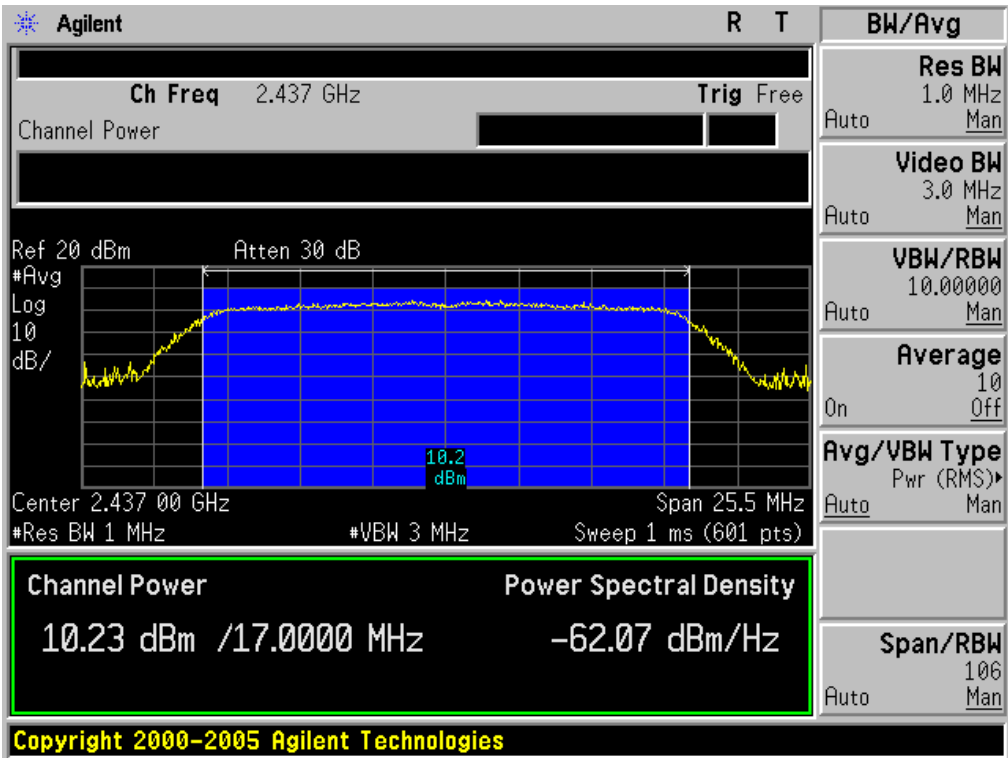 Agilent R T
Ch Freq 2.437 GHz Trig Free
Channel Power
Ref 20 dBm Atten 30 dB
#Avg
Log
10
dB/
10.2
dBm
Center 2.437 00 GHz Span 25.5 MHz
#Res BW 1 MHz #VBW 3 MHz Sweep 1 ms (601 pts)
Channel Power Power Spectral Density
10.23 dBm /17.0000 MHz -62.07 dBm/Hz
Copyright 2000-2005 Agilent Technologies
BW/Avg
Res BW
1.0 MHz
Auto Man
Video BW
3.0 MHz
Auto Man
VBW/RBW
10.00000
Auto Man
Average
10
On Off
Avg/VBW Type
Pwr (RMS)▸
Auto Man
Span/RBW
106
Auto Man